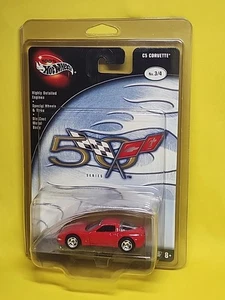 Hot Wheels
C5 CORVETTE
No. 3/4
Highly Detailed
Engines
Special Wheels
& Tires
Die-Cast
Metal
Body
50
SERIES
8+